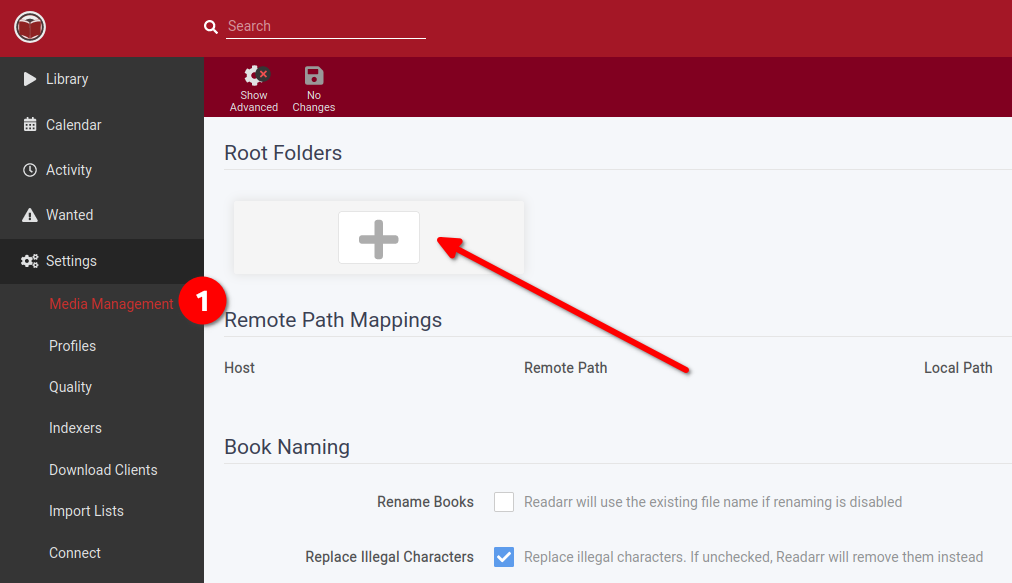 Search
Library
Calendar
Activity
Wanted
Settings
Media Management
1
Profiles
Quality
Indexers
Download Clients
Import Lists
Connect
Show
Advanced
No
Changes
Root Folders
Remote Path Mappings
Host Remote Path Local Path
Book Naming
Rename Books Readarr will use the existing file name if renaming is disabled
Replace Illegal Characters Replace illegal characters. If unchecked, Readarr will remove them instead